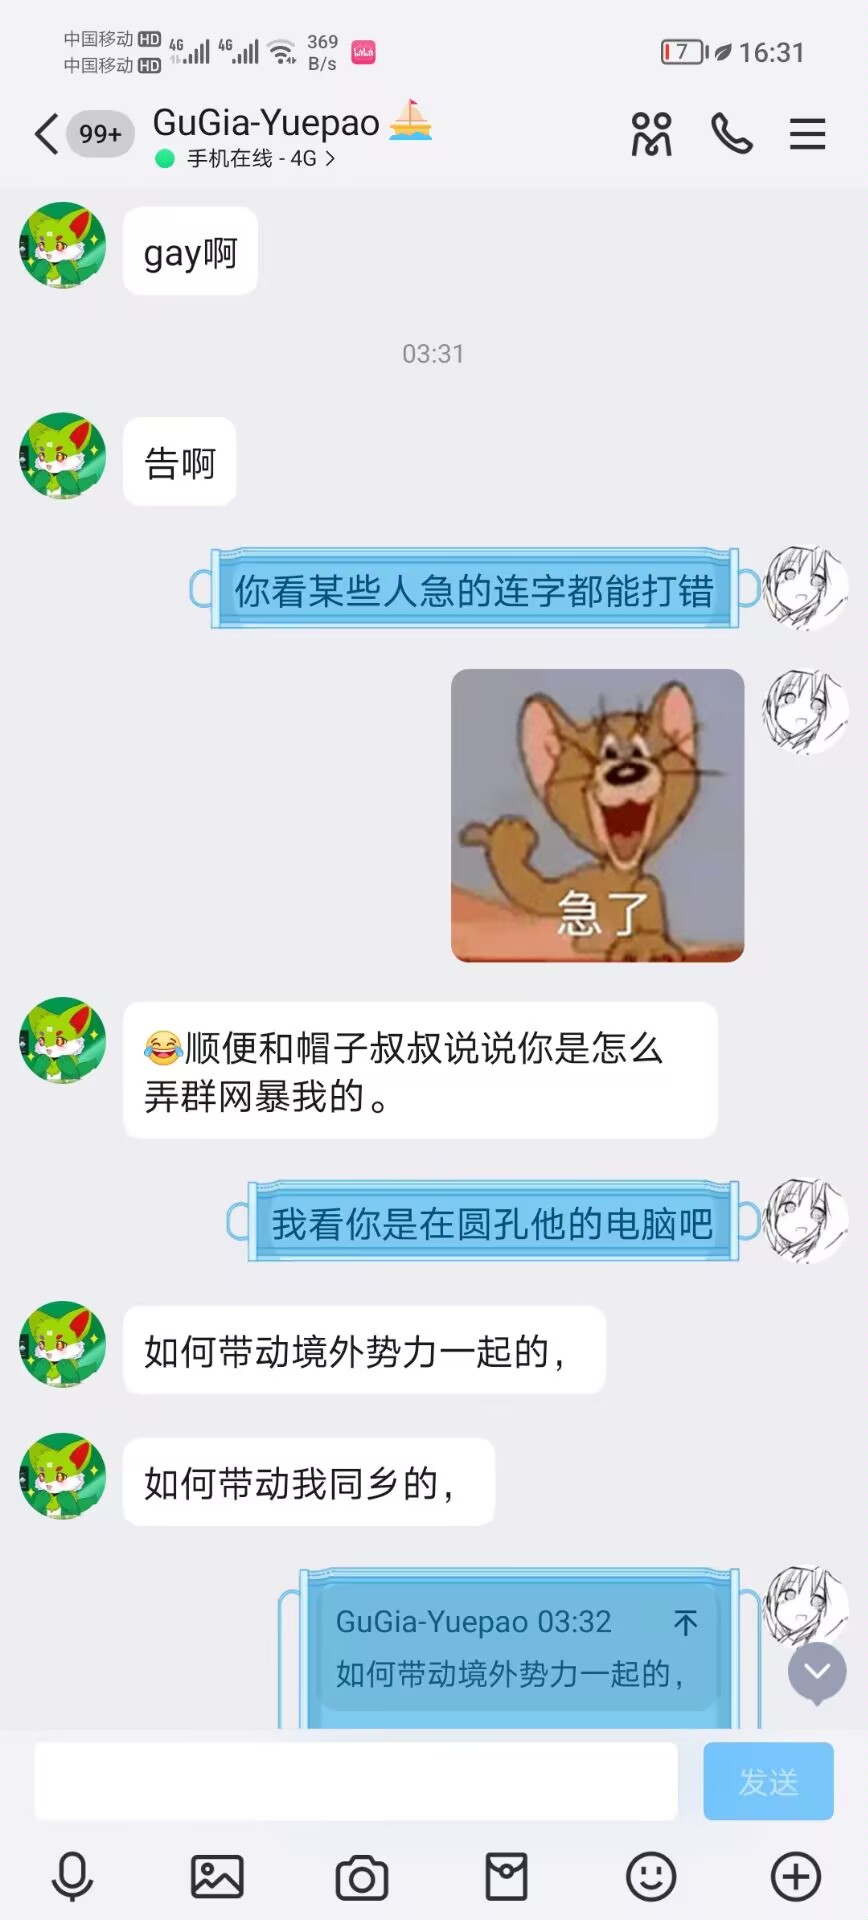 中国移动 HD 4G 4G 369
中国移动 HD B/s 7 16:31
99+ GuGia-Yuepao
手机在线 - 4G >
gay啊
03:31
告啊
你看某些人急的连字都能打错
急了
😂顺便和帽子叔叔说说你是怎么
弄群网暴我的。
我看你是在圆孔他的电脑吧
如何带动境外势力一起的，
如何带动我同乡的，
GuGia-Yuepao 03:32
如何带动境外势力一起的，
发送